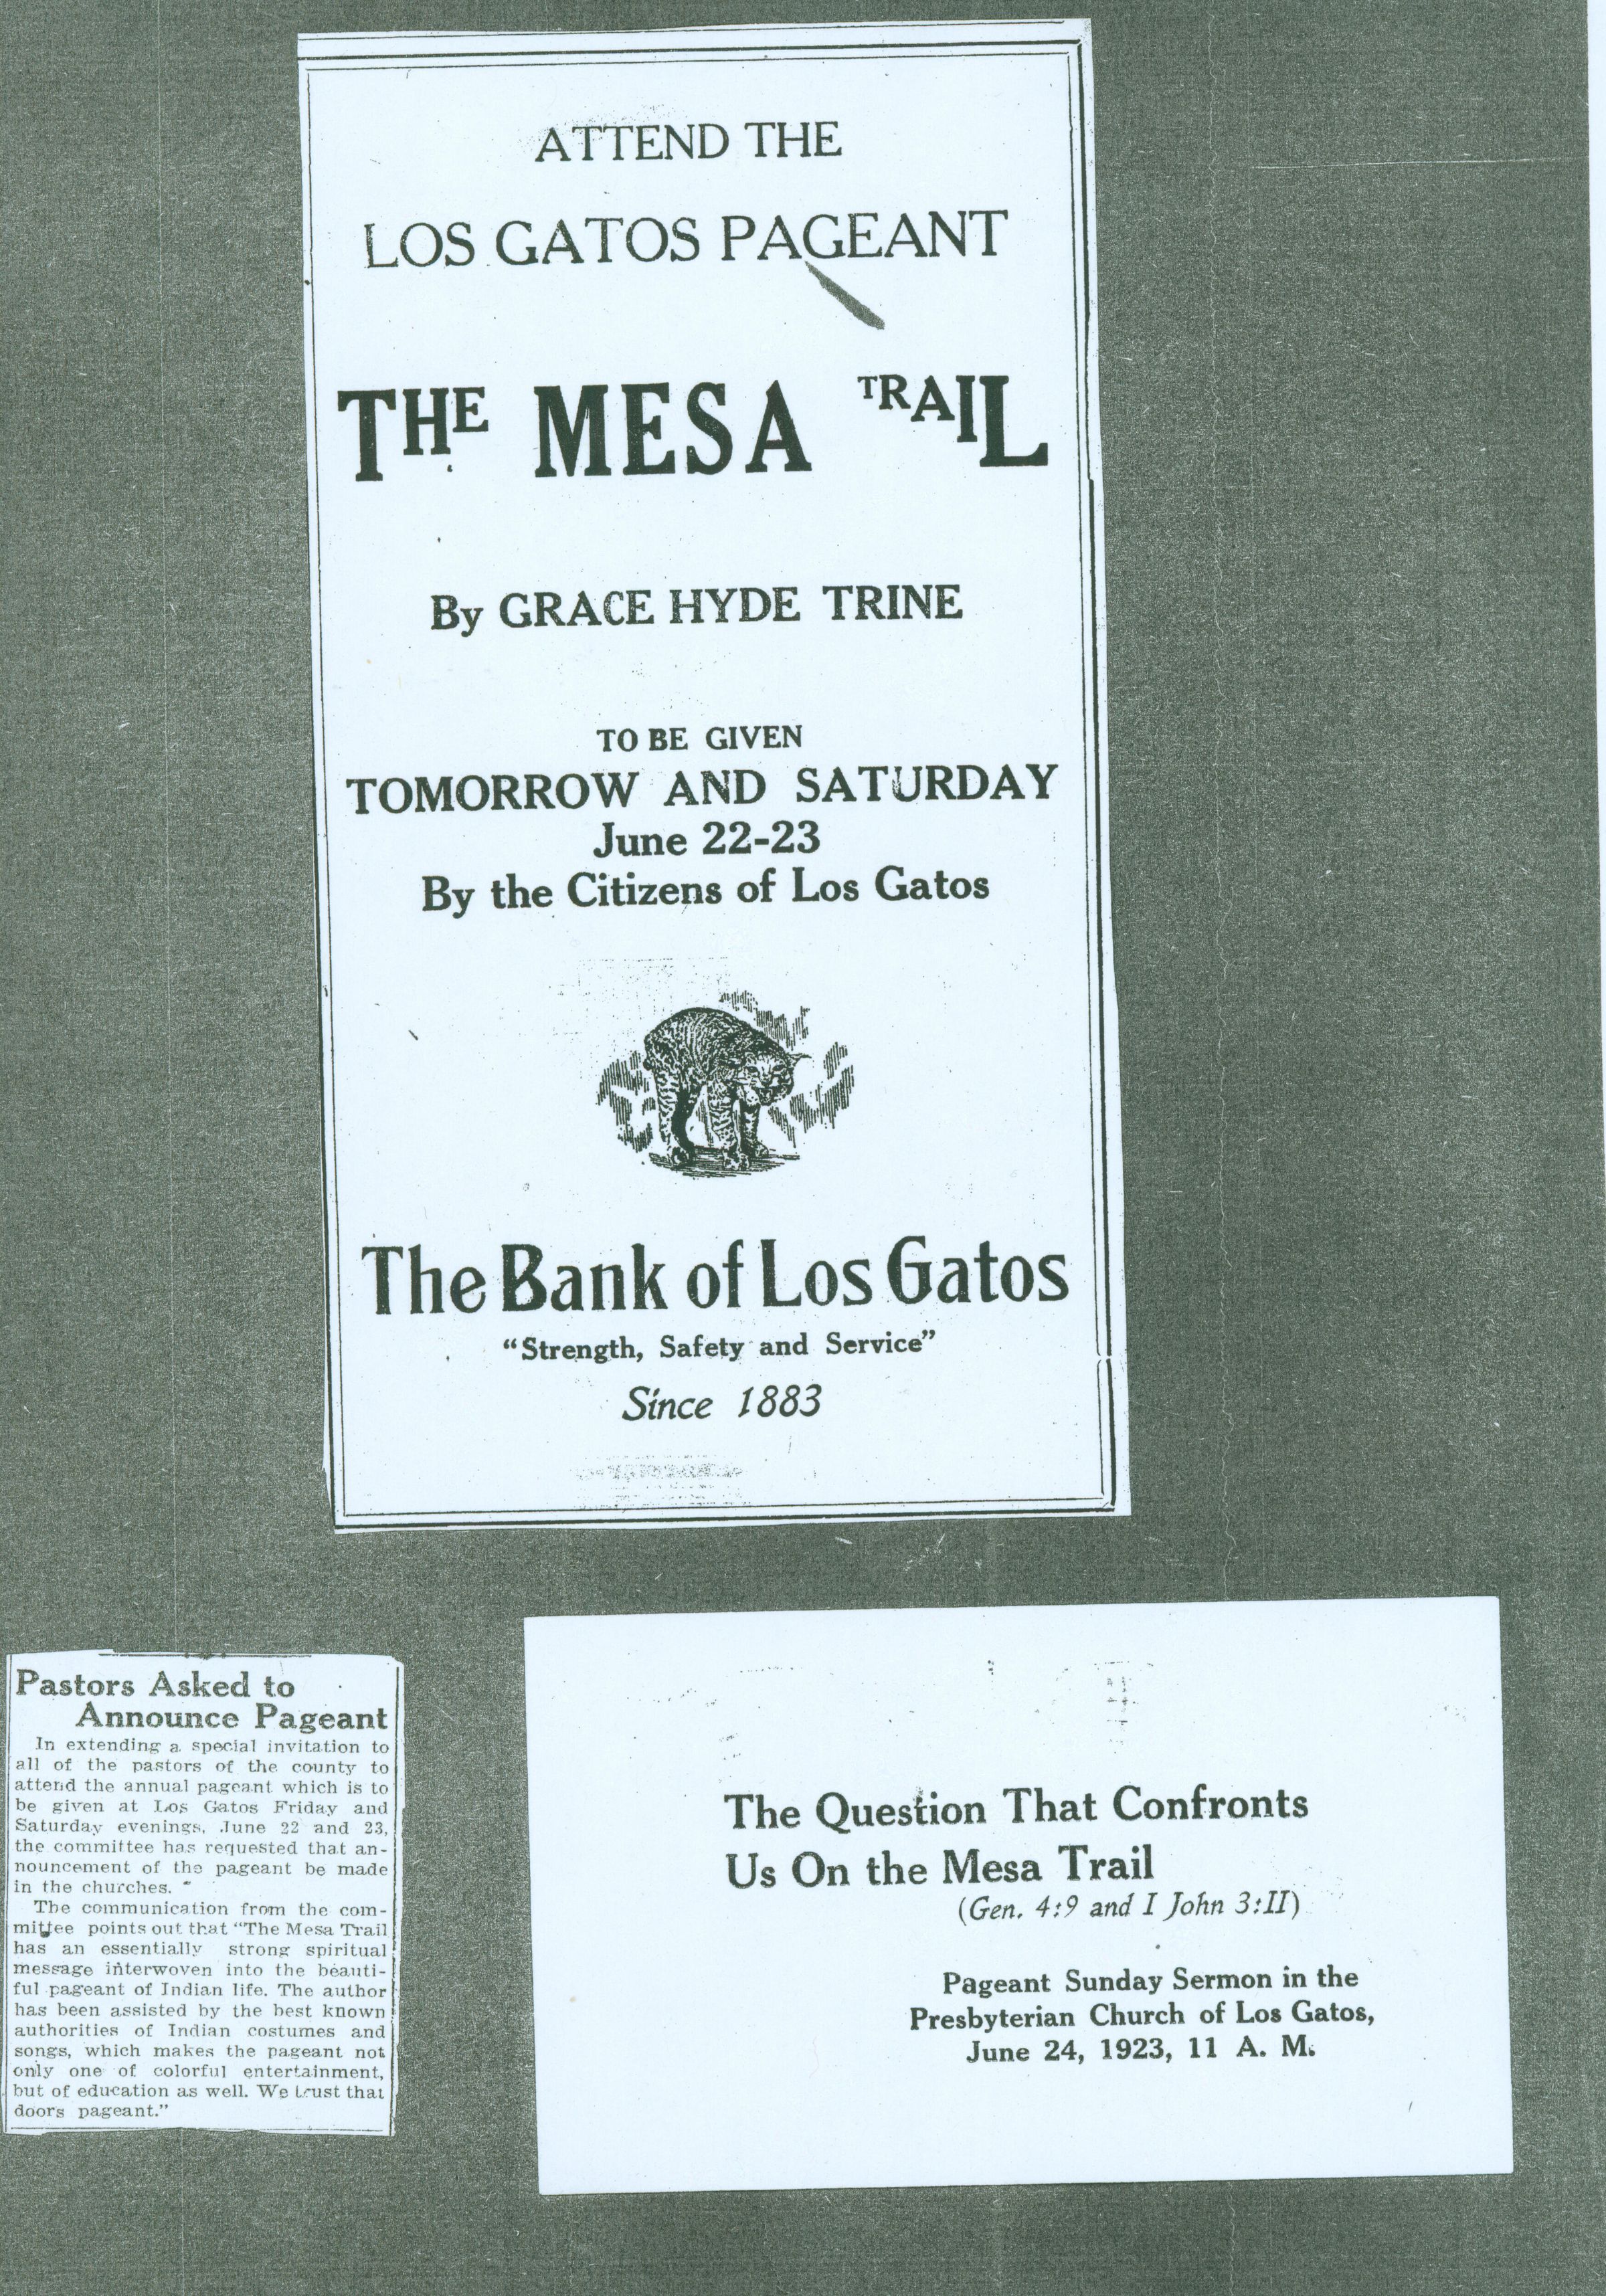 ATTEND THE
LOS GATOS PAGEANT
THE MESA TRAIL
By GRACE HYDE TRINE
TO BE GIVEN
TOMORROW AND SATURDAY
June 22-23
By the Citizens of Los Gatos
The Bank of Los Gatos
"Strength, Safety and Service"
Since 1883
Pastors Asked to
Announce Pageant
In extending a special invitation to
all of the pastors of the county to
attend the annual pageant which is to
be given at Los Gatos Friday and
Saturday evenings, June 22 and 23,
the committee has requested that an-
nouncement of the pageant be made
in the churches.
The communication from the com-
mittee points out that "The Mesa Trail
has an essentially strong spiritual
message interwoven into the beauti-
ful pageant of Indian life. The author
has been assisted by the best known
authorities of Indian costumes and
songs, which makes the pageant not
only one of colorful entertainment,
but of education as well. We trust that
doors pageant."
The Question That Confronts
Us On the Mesa Trail
(Gen. 4:9 and I John 3:II)
Pageant Sunday Sermon in the
Presbyterian Church of Los Gatos,
June 24, 1923, 11 A. M.